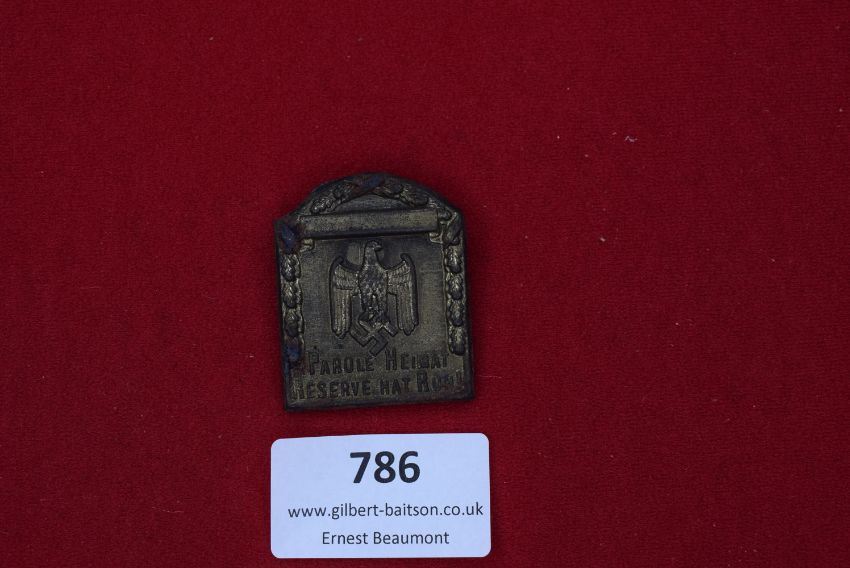 PAROLE HEIMAT
RESERVE HAT RUH
786
www.gilbert-baitson.co.uk
Ernest Beaumont